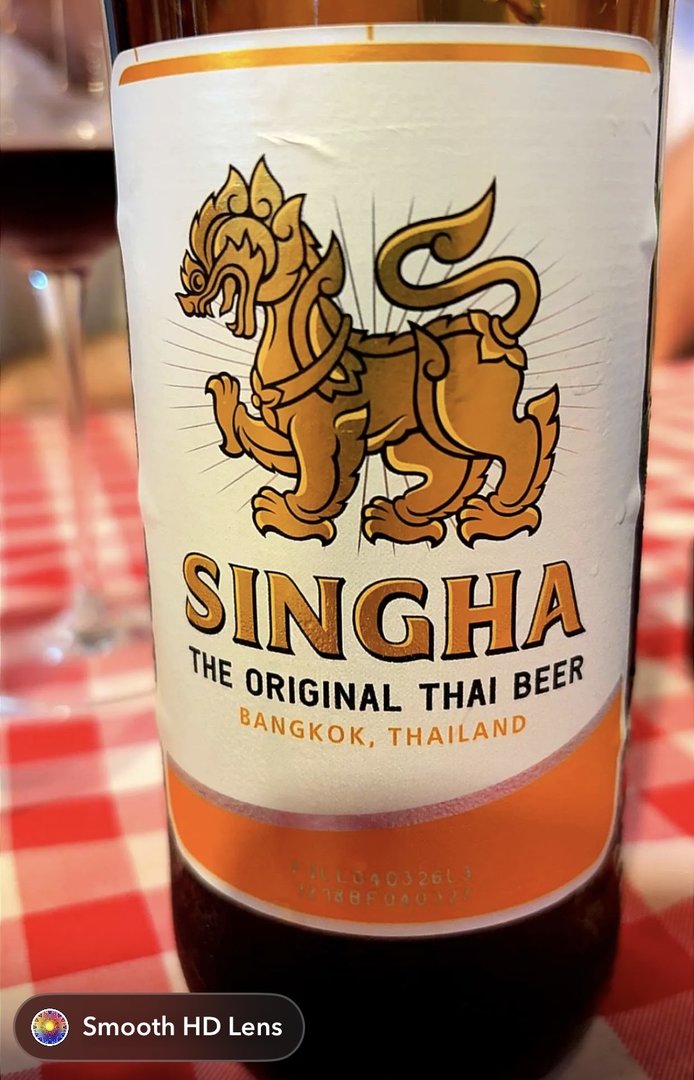 SINGHA
THE ORIGINAL THAI BEER
BANGKOK, THAILAND
Smooth HD Lens